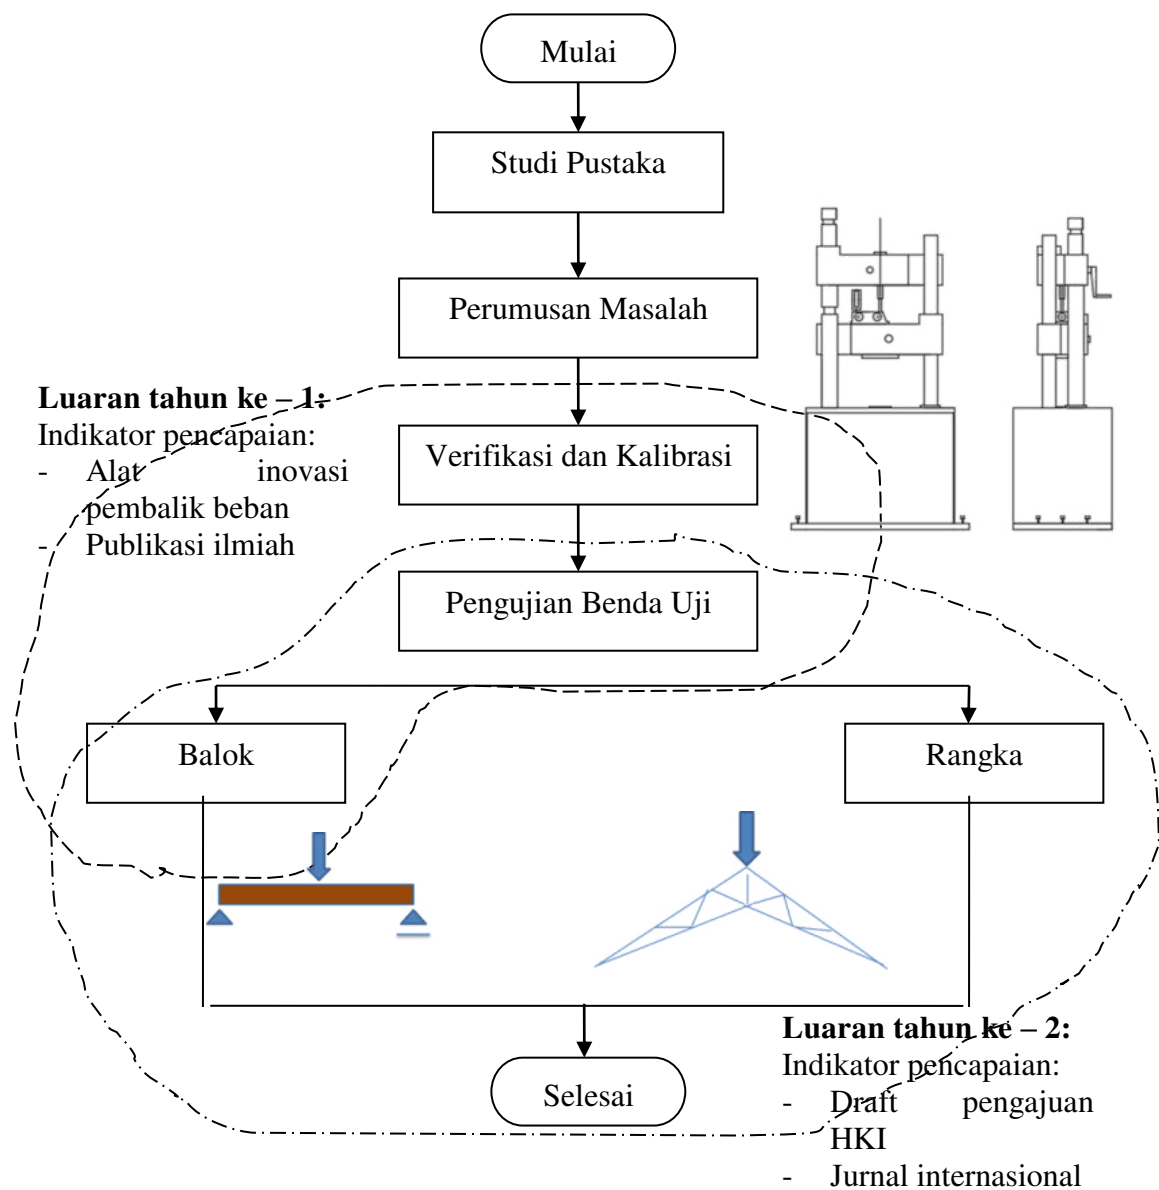 Mulai
Studi Pustaka
Perumusan Masalah
Luaran tahun ke – 1:
Indikator pencapaian:
- Alat inovasi
pembalik beban
- Publikasi ilmiah
Verifikasi dan Kalibrasi
Pengujian Benda Uji
Balok
Rangka
Luaran tahun ke – 2:
Indikator pencapaian:
- Draft pengajuan
HKI
- Jurnal internasional
Selesai